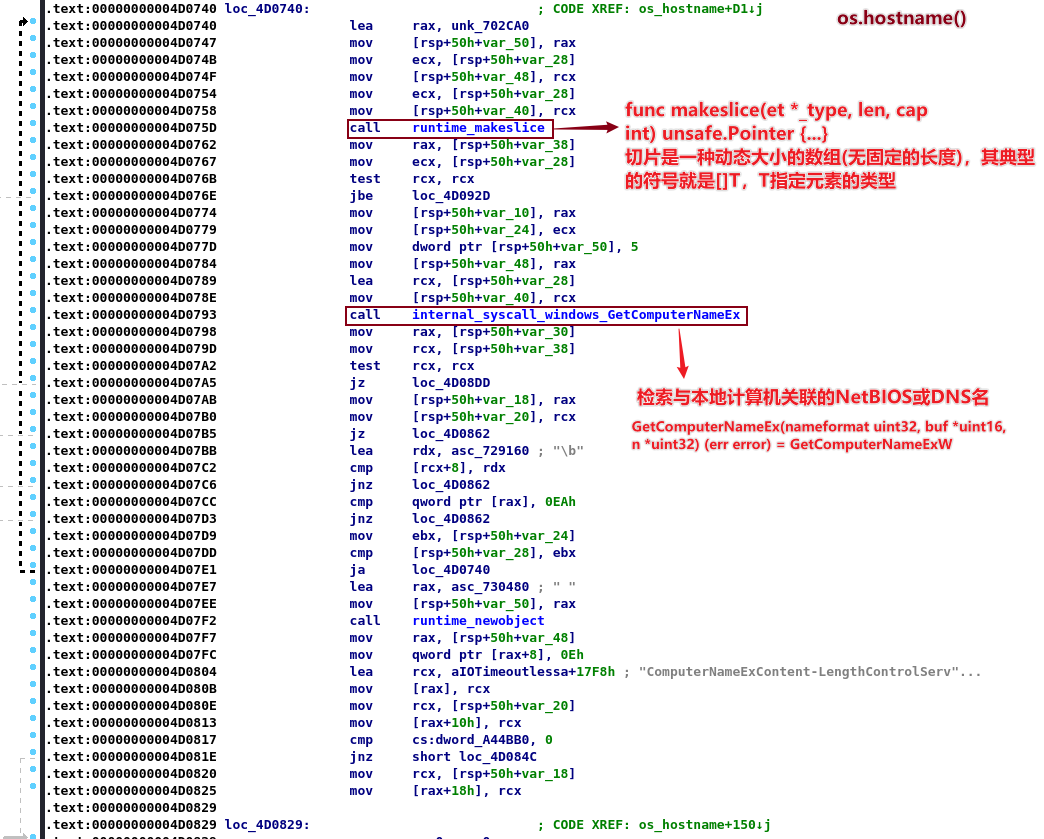 .text:00000000004D0740 loc_4D0740: ; CODE XREF: os_hostname+D1↓j
os.hostname()
.text:00000000004D0740 lea rax, unk_702CA0
.text:00000000004D0747 mov [rsp+50h+var_50], rax
.text:00000000004D074B mov ecx, [rsp+50h+var_28]
.text:00000000004D074F mov [rsp+50h+var_48], rcx
.text:00000000004D0754 mov ecx, [rsp+50h+var_28]
.text:00000000004D0758 mov [rsp+50h+var_40], rcx
.text:00000000004D075D call runtime_makeslice
.text:00000000004D0762 mov rax, [rsp+50h+var_38]
.text:00000000004D0767 mov ecx, [rsp+50h+var_28]
.text:00000000004D076B test rcx, rcx
.text:00000000004D076E jbe loc_4D092D
func makeslice(et *_type, len, cap
int) unsafe.Pointer {...}
切片是一种动态大小的数组(无固定的长度)，其典型
的符号就是[]T，T指定元素的类型
.text:00000000004D0774 mov [rsp+50h+var_10], rax
.text:00000000004D0779 mov [rsp+50h+var_24], ecx
.text:00000000004D077D mov dword ptr [rsp+50h+var_50], 5
.text:00000000004D0784 mov [rsp+50h+var_48], rax
.text:00000000004D0789 lea rcx, [rsp+50h+var_28]
.text:00000000004D078E mov [rsp+50h+var_40], rcx
.text:00000000004D0793 call internal_syscall_windows_GetComputerNameEx
.text:00000000004D0798 mov rax, [rsp+50h+var_30]
.text:00000000004D079D mov rcx, [rsp+50h+var_38]
.text:00000000004D07A2 test rcx, rcx
.text:00000000004D07A5 jz loc_4D08DD
.text:00000000004D07AB mov [rsp+50h+var_18], rax
.text:00000000004D07B0 mov [rsp+50h+var_20], rcx
.text:00000000004D07B5 jz loc_4D0862
.text:00000000004D07BB lea rdx, asc_729160 ; "\b"
检索与本地计算机关联的NetBIOS或DNS名
GetComputerNameEx(nameformat uint32, buf *uint16,
n *uint32) (err error) = GetComputerNameExW
.text:00000000004D07C2 cmp [rcx+8], rdx
.text:00000000004D07C6 jnz loc_4D0862
.text:00000000004D07CC cmp qword ptr [rax], 0EAh
.text:00000000004D07D3 jnz loc_4D0862
.text:00000000004D07D9 mov ebx, [rsp+50h+var_24]
.text:00000000004D07DD cmp [rsp+50h+var_28], ebx
.text:00000000004D07E1 ja loc_4D0740
.text:00000000004D07E7 lea rax, asc_730480 ; " "
.text:00000000004D07EE mov [rsp+50h+var_50], rax
.text:00000000004D07F2 call runtime_newobject
.text:00000000004D07F7 mov rax, [rsp+50h+var_48]
.text:00000000004D07FC mov qword ptr [rax+8], 0Eh
.text:00000000004D0804 lea rcx, aIOTimeoutlessa+17F8h ; "ComputerNameExContent-LengthControlServ"...
.text:00000000004D080B mov [rax], rcx
.text:00000000004D080E mov rcx, [rsp+50h+var_20]
.text:00000000004D0813 mov [rax+10h], rcx
.text:00000000004D0817 cmp cs:dword_A44BB0, 0
.text:00000000004D081E jnz short loc_4D084C
.text:00000000004D0820 mov rcx, [rsp+50h+var_18]
.text:00000000004D0825 mov [rax+18h], rcx
.text:00000000004D0829
.text:00000000004D0829 loc_4D0829: ; CODE XREF: os_hostname+150↓j